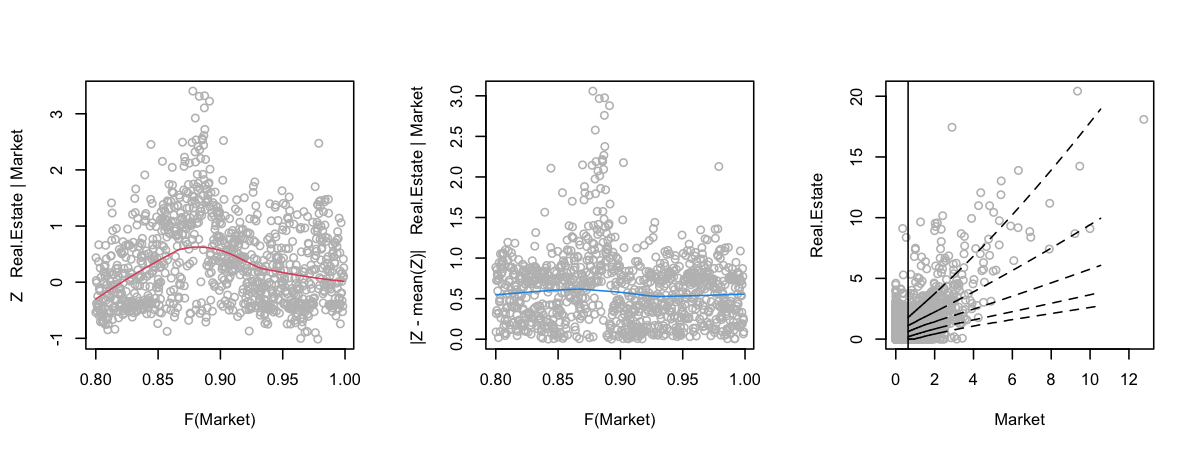 Z   Real.Estate | Market
3
2
1
0
-1
0.80 0.85 0.90 0.95 1.00
F(Market)
|Z - mean(Z)|   Real.Estate | Market
3.0
2.5
2.0
1.5
1.0
0.5
0.0
0.80 0.85 0.90 0.95 1.00
F(Market)
Real.Estate
20
15
10
5
0
0 2 4 6 8 10 12
Market